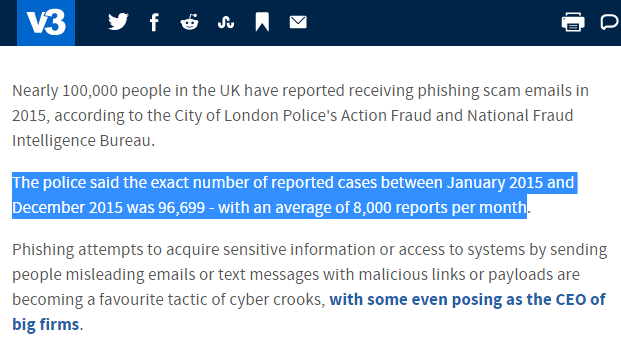 V3
Nearly 100,000 people in the UK have reported receiving phishing scam emails in
2015, according to the City of London Police's Action Fraud and National Fraud
Intelligence Bureau.
The police said the exact number of reported cases between January 2015 and
December 2015 was 96,699 - with an average of 8,000 reports per month.
Phishing attempts to acquire sensitive information or access to systems by sending
people misleading emails or text messages with malicious links or payloads are
becoming a favourite tactic of cyber crooks, with some even posing as the CEO of
big firms.